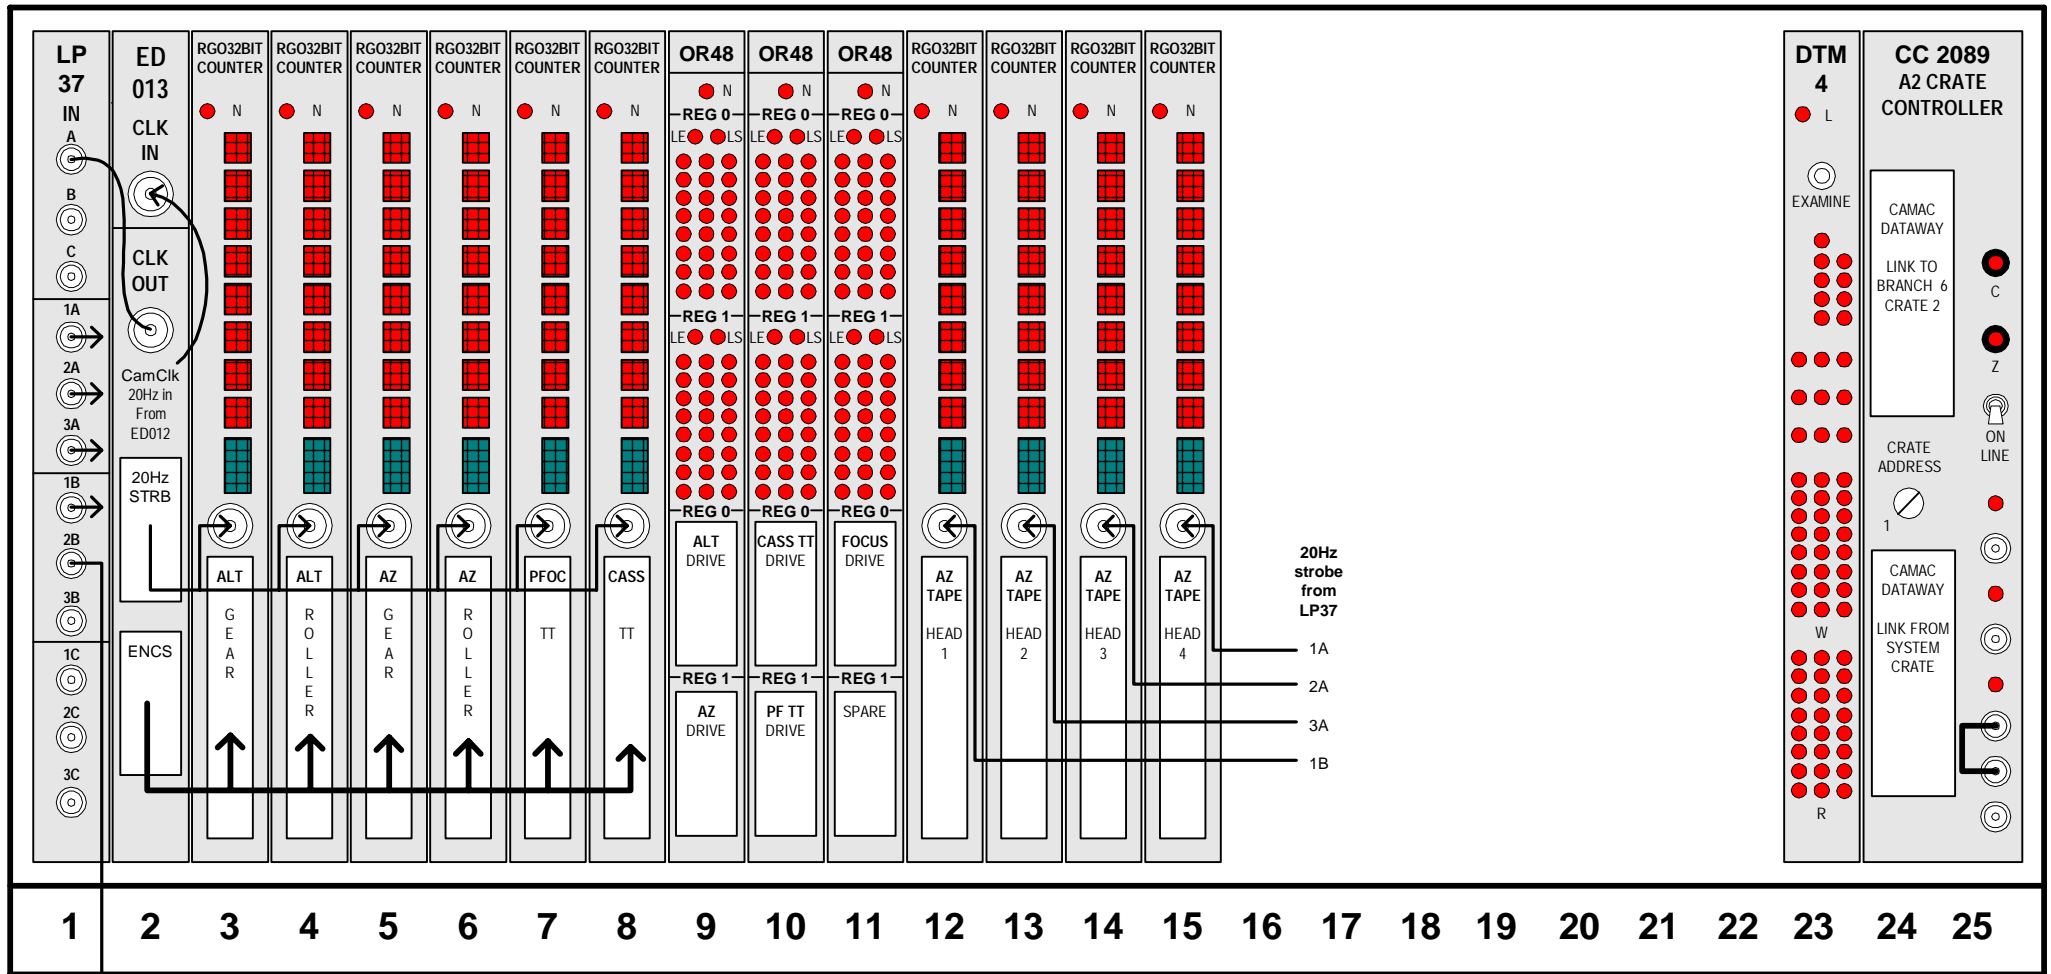 LP
37
IN
A
B
C
1A
2A
3A
1B
2B
3B
1C
2C
3C
ED
013
CLK
IN
CLK
OUT
CamClk
20Hz in
From
ED012
20Hz
STRB
ENCS
RGO32BIT
COUNTER
N
ALT
G
E
A
R
RGO32BIT
COUNTER
N
ALT
R
O
L
L
E
R
RGO32BIT
COUNTER
N
AZ
G
E
A
R
RGO32BIT
COUNTER
N
AZ
R
O
L
L
E
R
RGO32BIT
COUNTER
N
PFOC
TT
RGO32BIT
COUNTER
N
CASS
TT
OR48
N
REG 0
LE LS
REG 1
LE LS
REG 0
ALT
DRIVE
REG 1
AZ
DRIVE
OR48
N
REG 0
LE LS
REG 1
LE LS
REG 0
CASS TT
DRIVE
REG 1
PF TT
DRIVE
OR48
N
REG 0
LE LS
REG 1
LE LS
REG 0
FOCUS
DRIVE
REG 1
SPARE
RGO32BIT
COUNTER
N
AZ
TAPE
HEAD
1
RGO32BIT
COUNTER
N
AZ
TAPE
HEAD
2
RGO32BIT
COUNTER
N
AZ
TAPE
HEAD
3
RGO32BIT
COUNTER
N
AZ
TAPE
HEAD
4
20Hz
strobe
from
LP37
1A
2A
3A
1B
DTM
4
L
EXAMINE
W
R
CC 2089
A2 CRATE
CONTROLLER
CAMAC
DATAWAY
LINK TO
BRANCH 6
CRATE 2
C
Z
ON
LINE
CRATE
ADDRESS
1
CAMAC
DATAWAY
LINK FROM
SYSTEM
CRATE
1 2 3 4 5 6 7 8 9 10 11 12 13 14 15 16 17 18 19 20 21 22 23 24 25